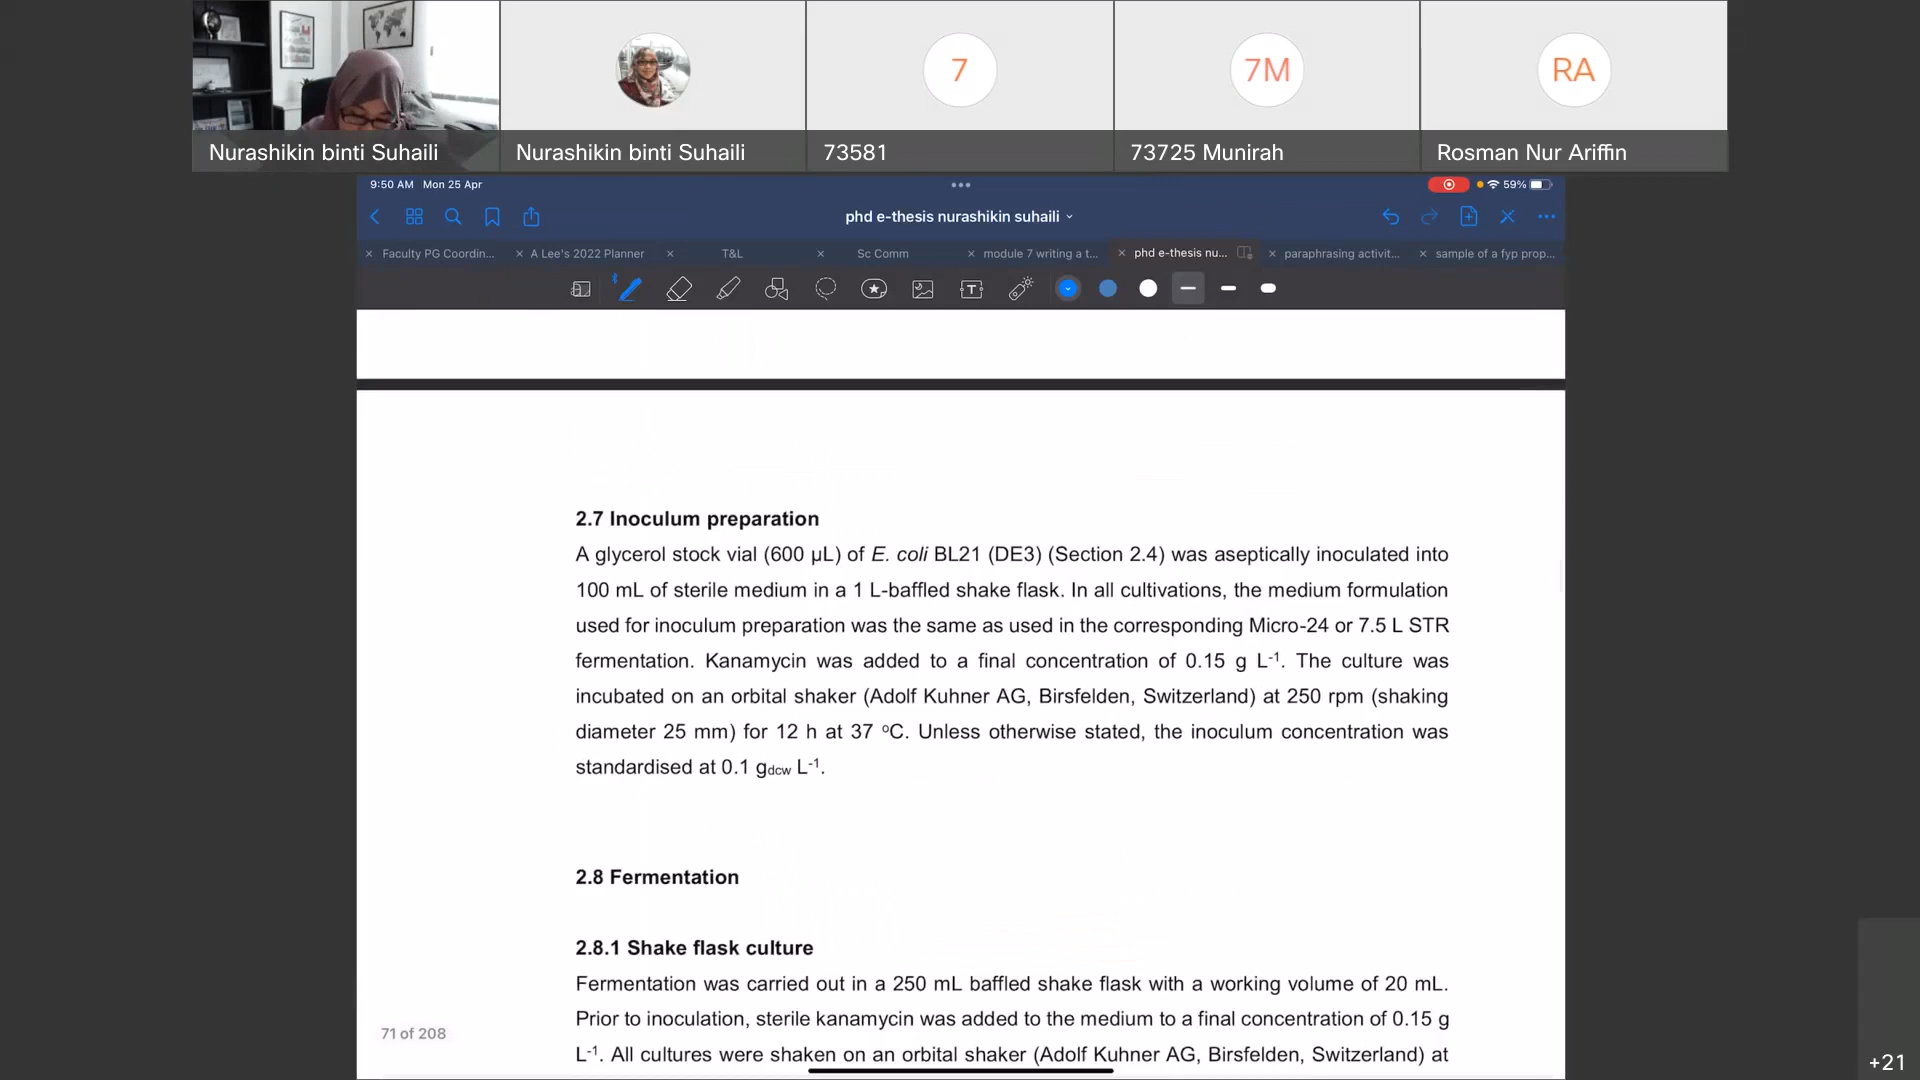 7
7M
RA
Nurashikin binti Suhaili
Nurashikin binti Suhaili
73581
73725 Munirah
Rosman Nur Ariffin
9:50 AM Mon 25 Apr
59%
phd e-thesis nurashikin suhaili
Faculty PG Coordin...
A Lee's 2022 Planner
T&L
Sc Comm
module 7 writing a t...
phd e-thesis nu...
paraphrasing activit...
sample of a fyp prop...
2.7 Inoculum preparation
A glycerol stock vial (600 µL) of E. coli BL21 (DE3) (Section 2.4) was aseptically inoculated into
100 mL of sterile medium in a 1 L-baffled shake flask. In all cultivations, the medium formulation
used for inoculum preparation was the same as used in the corresponding Micro-24 or 7.5 L STR
fermentation. Kanamycin was added to a final concentration of 0.15 g L⁻¹. The culture was
incubated on an orbital shaker (Adolf Kuhner AG, Birsfelden, Switzerland) at 250 rpm (shaking
diameter 25 mm) for 12 h at 37 ºC. Unless otherwise stated, the inoculum concentration was
standardised at 0.1 gdcw L⁻¹.
2.8 Fermentation
2.8.1 Shake flask culture
Fermentation was carried out in a 250 mL baffled shake flask with a working volume of 20 mL.
Prior to inoculation, sterile kanamycin was added to the medium to a final concentration of 0.15 g
L⁻¹. All cultures were shaken on an orbital shaker (Adolf Kuhner AG, Birsfelden, Switzerland) at
71 of 208
+21